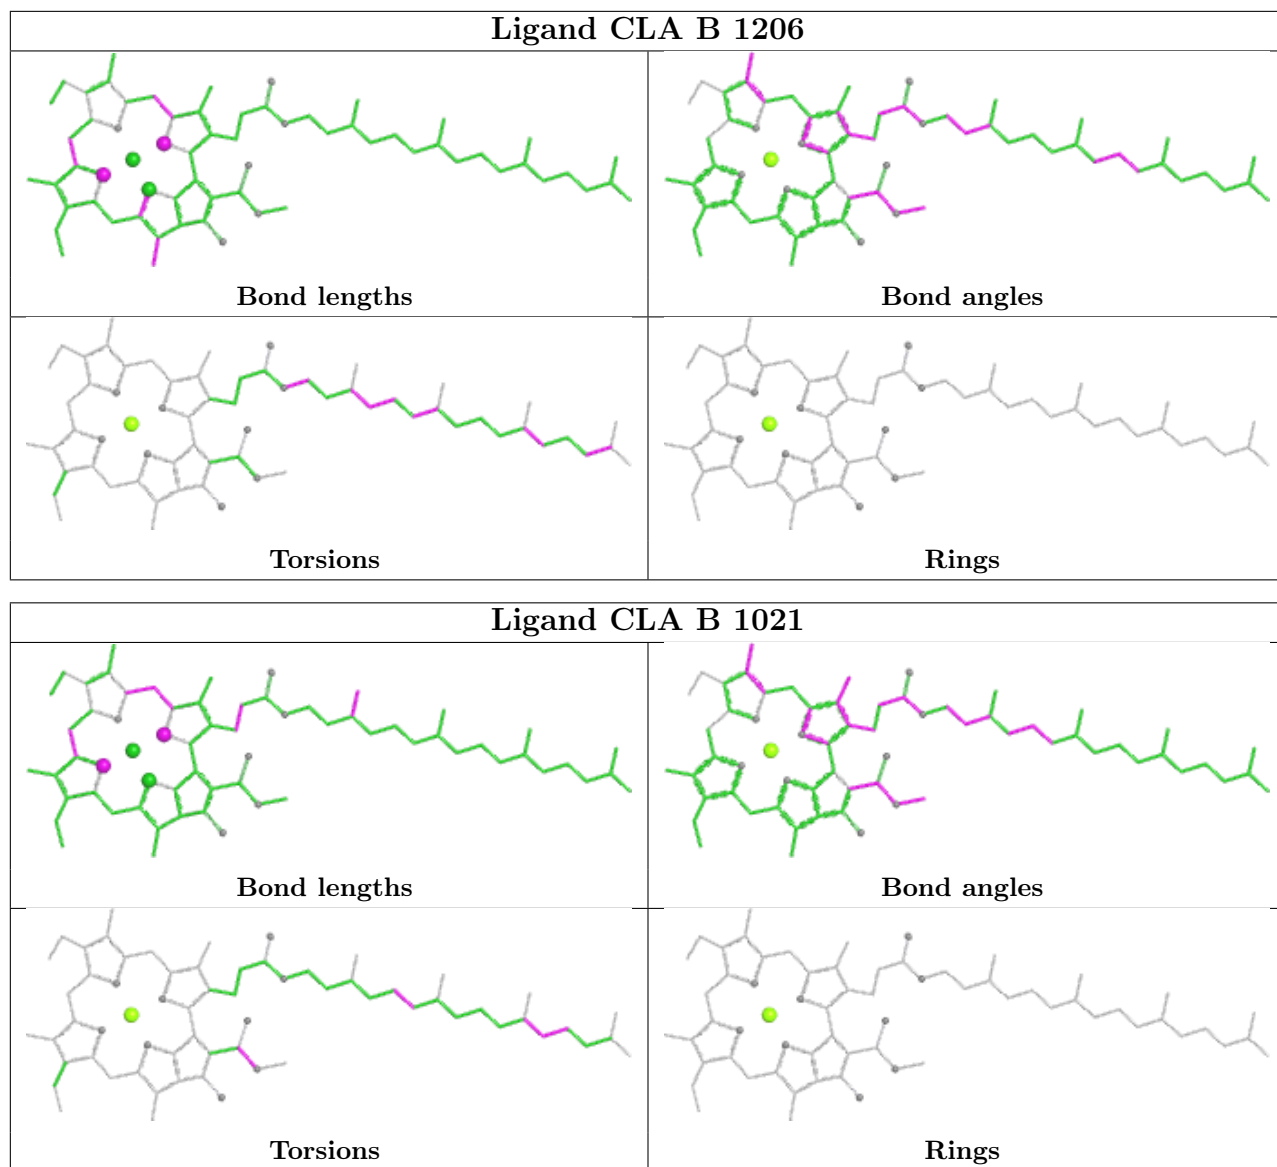 Ligand CLA B 1206
Bond lengths
Bond angles
Torsions
Rings
Ligand CLA B 1021
Bond lengths
Bond angles
Torsions
Rings